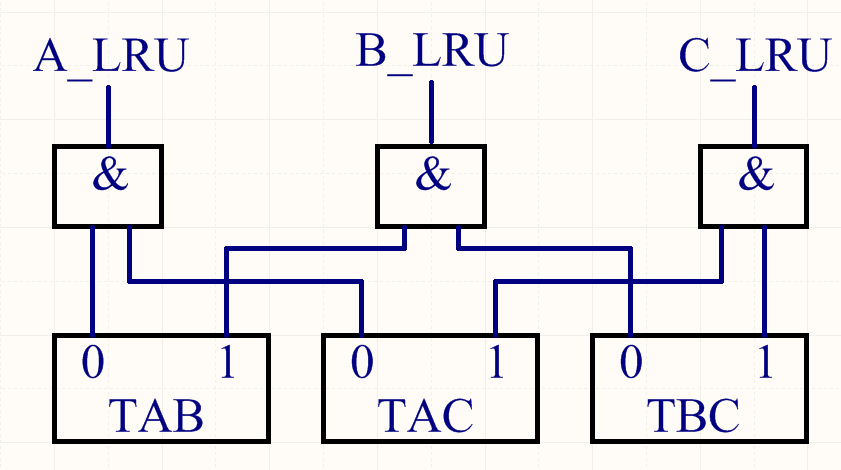 A_LRU B_LRU C_LRU
& & &
0 1 0 1 0 1
TAB TAC TBC